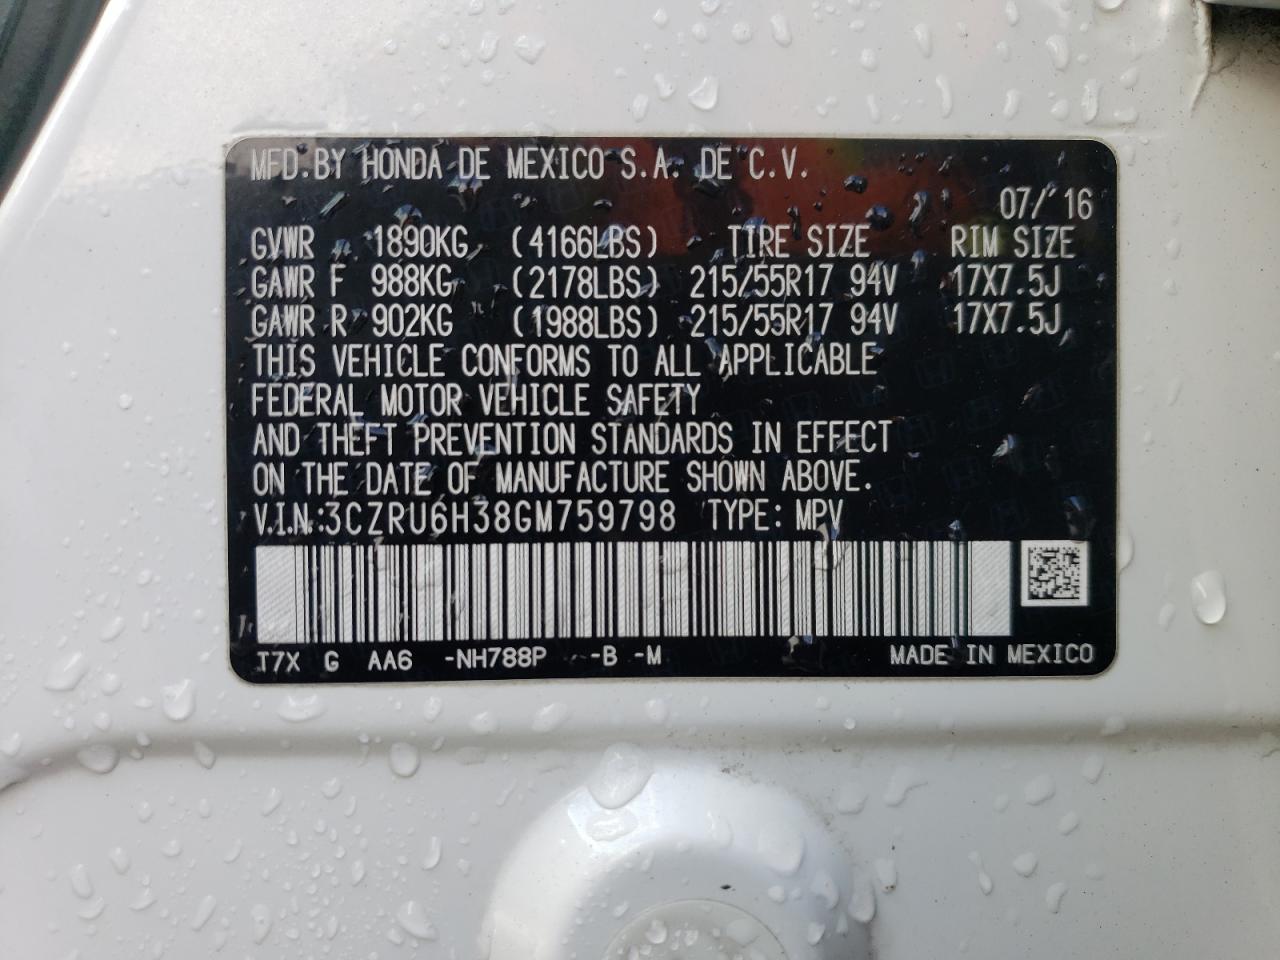 MFD.BY HONDA DE MEXICO S.A. DE C.V.
07/'16
GVWR 1890KG (4166LBS) TIRE SIZE RIM SIZE
GAWR F 988KG (2178LBS) 215/55R17 94V 17X7.5J
GAWR R 902KG (1988LBS) 215/55R17 94V 17X7.5J
THIS VEHICLE CONFORMS TO ALL APPLICABLE
FEDERAL MOTOR VEHICLE SAFETY
AND THEFT PREVENTION STANDARDS IN EFFECT
ON THE DATE OF MANUFACTURE SHOWN ABOVE.
V.I.N.:3CZRU6H38GM759798 TYPE: MPV
T7X G AA6 -NH788P -B -M MADE IN MEXICO